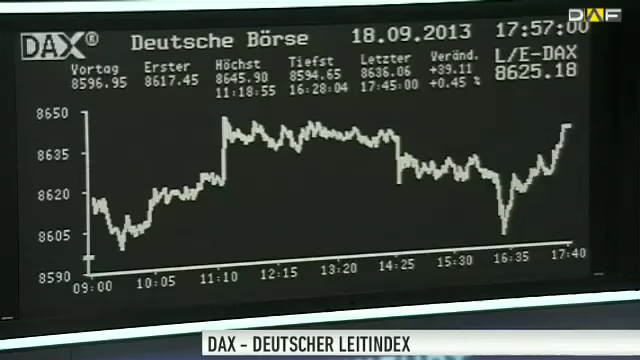 DAF
DAX® Deutsche Börse 18.09.2013 17:57:00
Vortag Erster Höchst Tiefst Letzter Veränd. L/E-DAX
8596.95 8617.45 8645.90 8594.65 8636.06 +39.11 8625.18
11:18:55 16:28:04 17:45:00 +0.45 %
8650
8635
8620
8605
8590
09:00 10:05 11:10 12:15 13:20 14:25 15:30 16:35 17:40
DAX – DEUTSCHER LEITINDEX